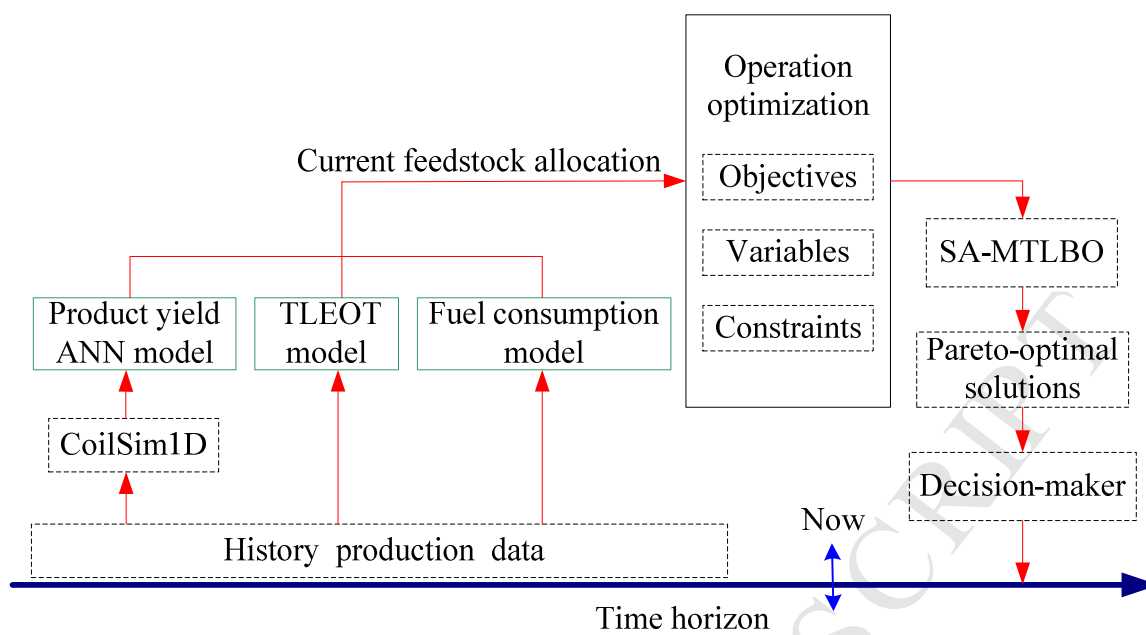 Operation
optimization
Objectives
Variables
Constraints
Current feedstock allocation
SA-MTLBO
Pareto-optimal
solutions
Decision-maker
Product yield
ANN model
TLEOT
model
Fuel consumption
model
CoilSim1D
History production data
Now
Time horizon
SCRIPT